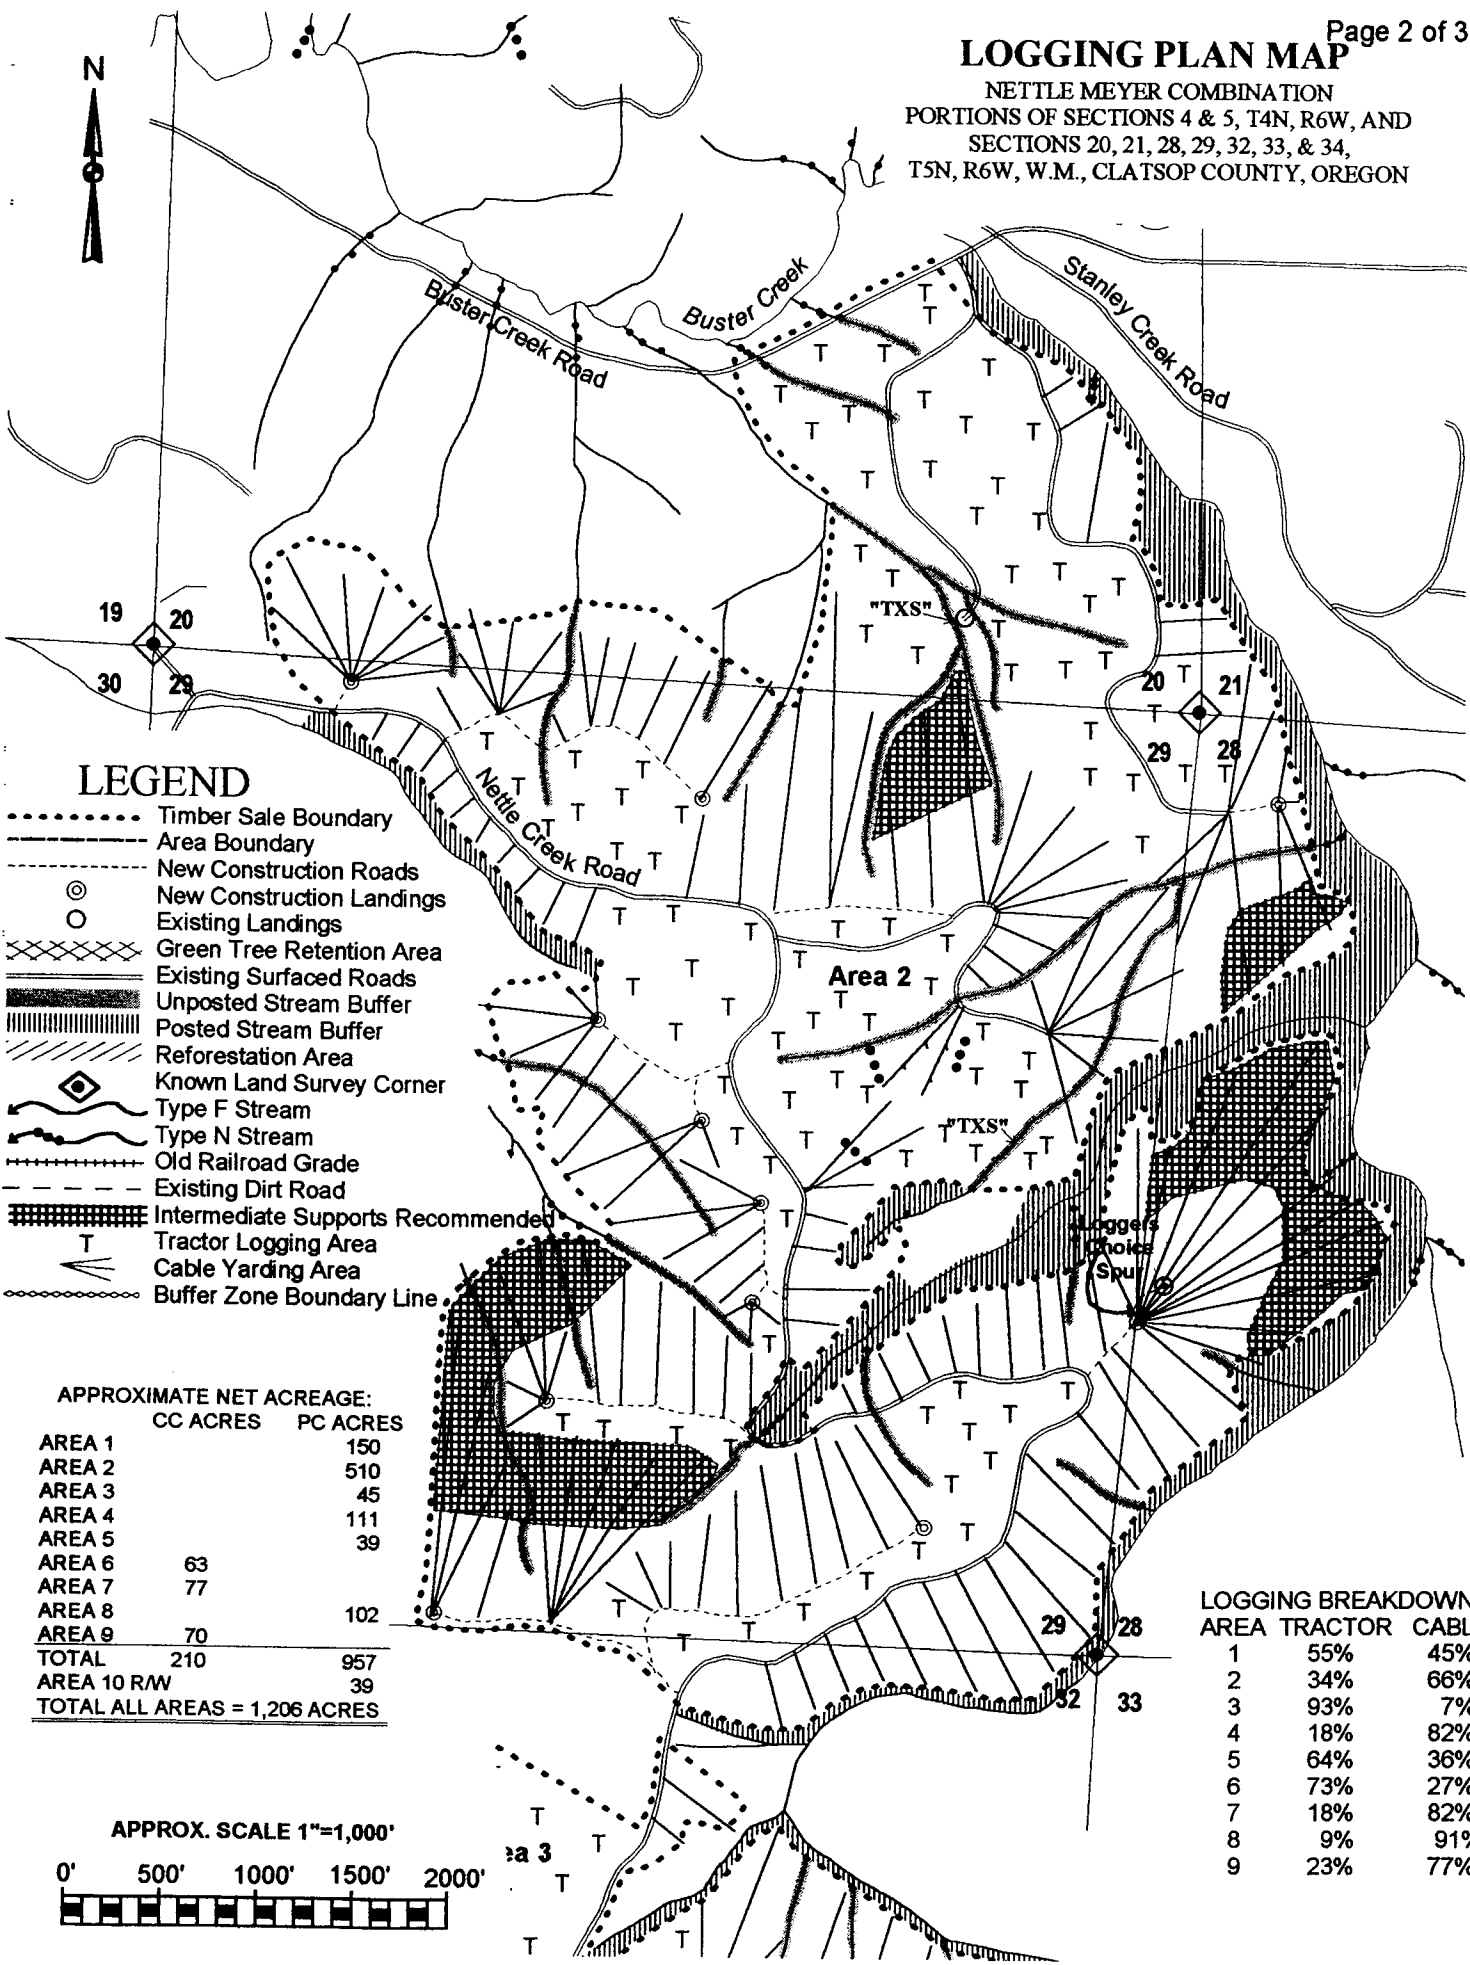 Page 2 of 3
LOGGING PLAN MAP
NETTLE MEYER COMBINATION
PORTIONS OF SECTIONS 4 & 5, T4N, R6W, AND
SECTIONS 20, 21, 28, 29, 32, 33, & 34,
T5N, R6W, W.M., CLATSOP COUNTY, OREGON
N
Buster Creek Road
Buster Creek
Stanley Creek Road
"TXS"
19 20
30 29
20 21
29 28
Nettle Creek Road
Area 2
"TXS"
Loggers
Choice
Spur
LEGEND
Timber Sale Boundary
Area Boundary
New Construction Roads
New Construction Landings
Existing Landings
Green Tree Retention Area
Existing Surfaced Roads
Unposted Stream Buffer
Posted Stream Buffer
Reforestation Area
Known Land Survey Corner
Type F Stream
Type N Stream
Old Railroad Grade
Existing Dirt Road
Intermediate Supports Recommended
T Tractor Logging Area
Cable Yarding Area
Buffer Zone Boundary Line
APPROXIMATE NET ACREAGE:
CC ACRES PC ACRES
AREA 1 150
AREA 2 510
AREA 3 45
AREA 4 111
AREA 5 39
AREA 6 63
AREA 7 77
AREA 8 102
AREA 9 70
TOTAL 210 957
AREA 10 R/W 39
TOTAL ALL AREAS = 1,206 ACRES
29 28
32 33
LOGGING BREAKDOWN
AREA TRACTOR CABL
1 55% 45%
2 34% 66%
3 93% 7%
4 18% 82%
5 64% 36%
6 73% 27%
7 18% 82%
8 9% 91%
9 23% 77%
ea 3
APPROX. SCALE 1"=1,000'
0' 500' 1000' 1500' 2000'